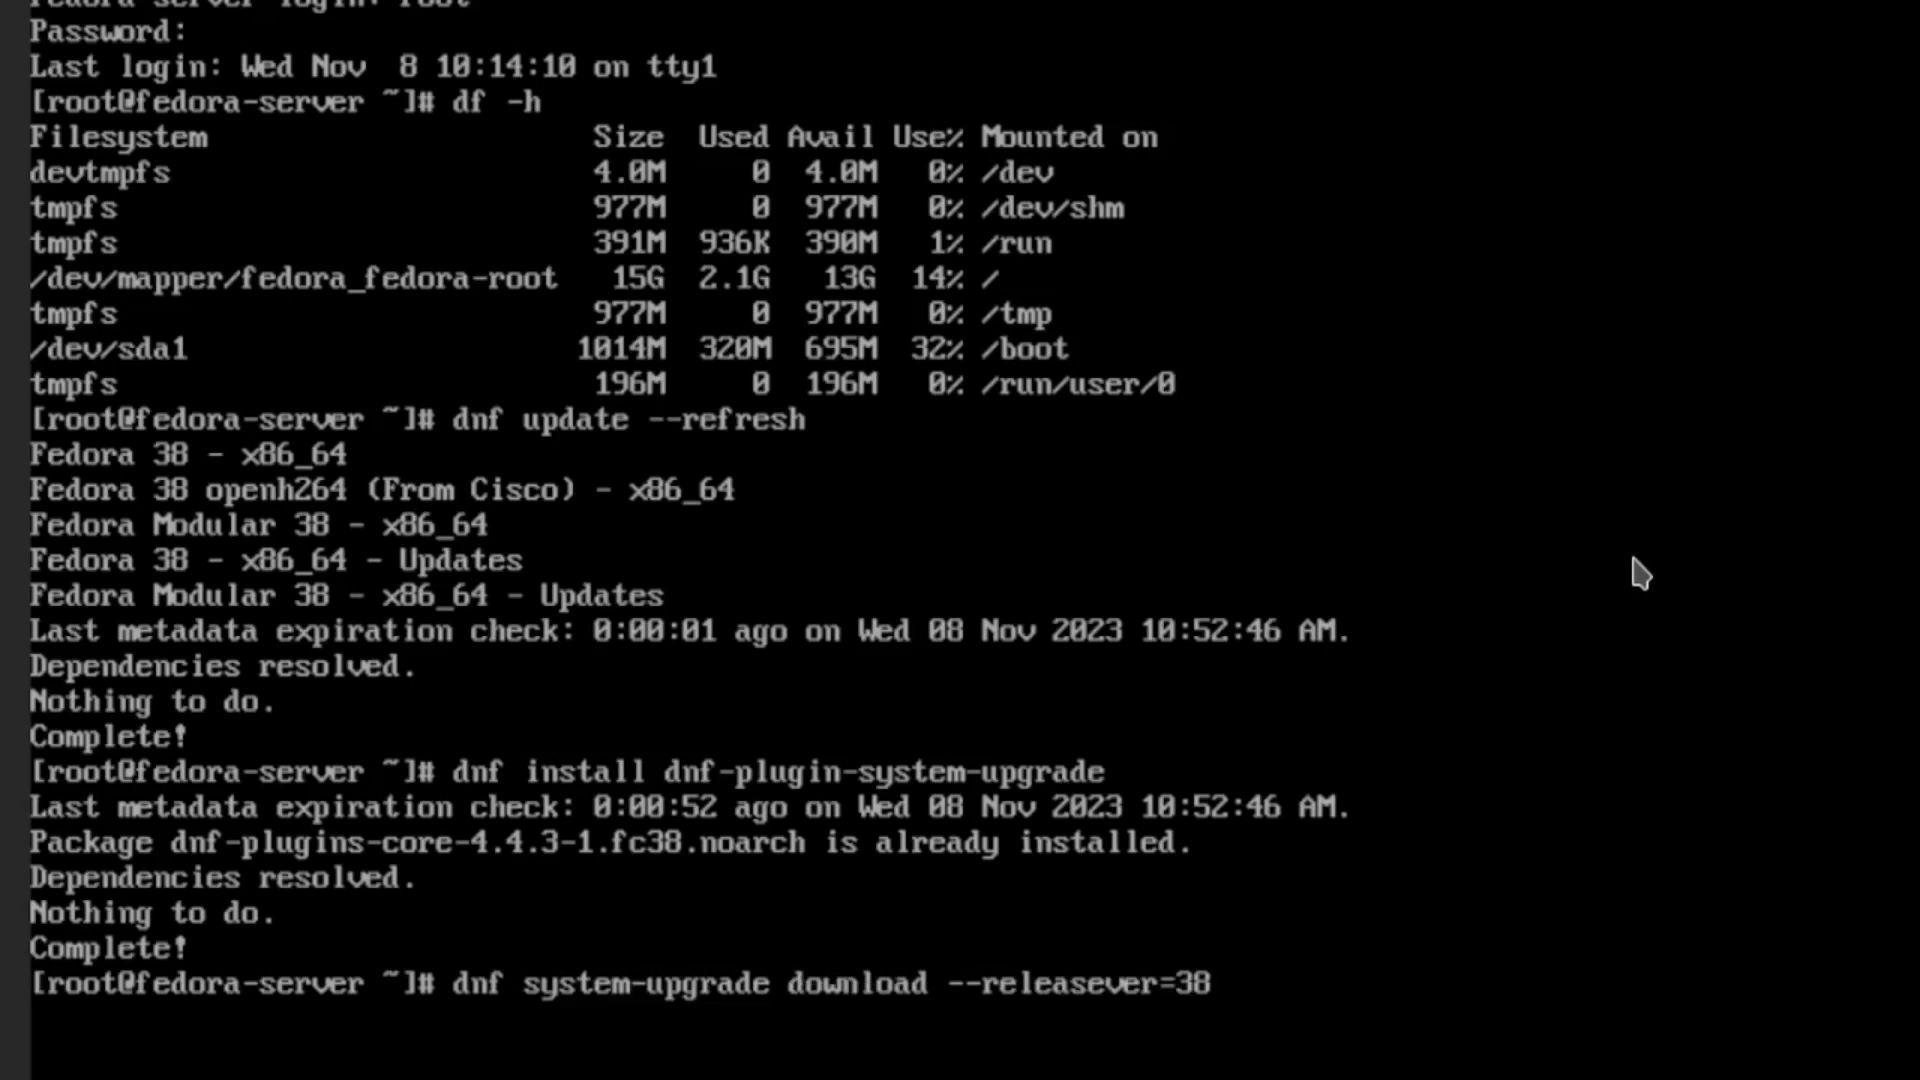 fedora-server login: root
Password:
Last login: Wed Nov  8 10:14:10 on tty1
[root@fedora-server ~]# df -h
Filesystem                      Size  Used Avail Use% Mounted on
devtmpfs                        4.0M     0  4.0M   0% /dev
tmpfs                           977M     0  977M   0% /dev/shm
tmpfs                           391M  936K  390M   1% /run
/dev/mapper/fedora_fedora-root   15G  2.1G   13G  14% /
tmpfs                           977M     0  977M   0% /tmp
/dev/sda1                      1014M  320M  695M  32% /boot
tmpfs                           196M     0  196M   0% /run/user/0
[root@fedora-server ~]# dnf update --refresh
Fedora 38 - x86_64
Fedora 38 openh264 (From Cisco) - x86_64
Fedora Modular 38 - x86_64
Fedora 38 - x86_64 - Updates
Fedora Modular 38 - x86_64 - Updates
Last metadata expiration check: 0:00:01 ago on Wed 08 Nov 2023 10:52:46 AM.
Dependencies resolved.
Nothing to do.
Complete!
[root@fedora-server ~]# dnf install dnf-plugin-system-upgrade
Last metadata expiration check: 0:00:52 ago on Wed 08 Nov 2023 10:52:46 AM.
Package dnf-plugins-core-4.4.3-1.fc38.noarch is already installed.
Dependencies resolved.
Nothing to do.
Complete!
[root@fedora-server ~]# dnf system-upgrade download --releasever=38